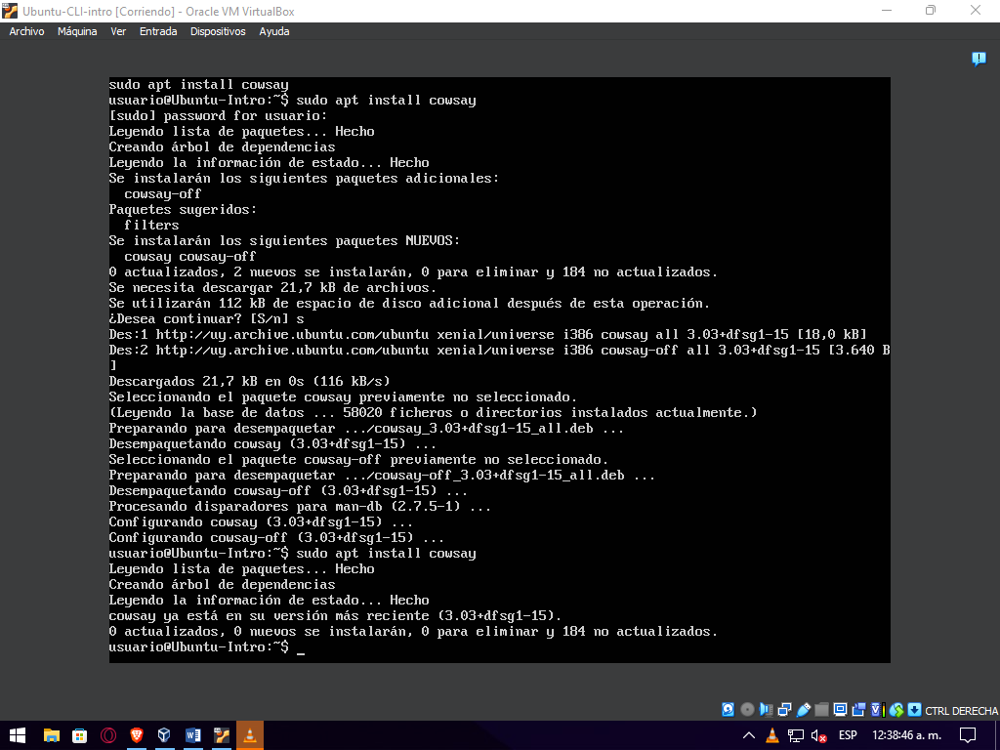 Ubuntu-CLI-intro [Corriendo] - Oracle VM VirtualBox
Archivo Máquina Ver Entrada Dispositivos Ayuda
sudo apt install cowsay
usuario@Ubuntu-Intro:~$ sudo apt install cowsay
[sudo] password for usuario:
Leyendo lista de paquetes... Hecho
Creando árbol de dependencias
Leyendo la información de estado... Hecho
Se instalarán los siguientes paquetes adicionales:
  cowsay-off
Paquetes sugeridos:
  filters
Se instalarán los siguientes paquetes NUEVOS:
  cowsay cowsay-off
0 actualizados, 2 nuevos se instalarán, 0 para eliminar y 184 no actualizados.
Se necesita descargar 21,7 kB de archivos.
Se utilizarán 112 kB de espacio de disco adicional después de esta operación.
¿Desea continuar? [S/n] s
Des:1 http://uy.archive.ubuntu.com/ubuntu xenial/universe i386 cowsay all 3.03+dfsg1-15 [18,0 kB]
Des:2 http://uy.archive.ubuntu.com/ubuntu xenial/universe i386 cowsay-off all 3.03+dfsg1-15 [3.640 B
]
Descargados 21,7 kB en 0s (116 kB/s)
Seleccionando el paquete cowsay previamente no seleccionado.
(Leyendo la base de datos ... 58020 ficheros o directorios instalados actualmente.)
Preparando para desempaquetar .../cowsay_3.03+dfsg1-15_all.deb ...
Desempaquetando cowsay (3.03+dfsg1-15) ...
Seleccionando el paquete cowsay-off previamente no seleccionado.
Preparando para desempaquetar .../cowsay-off_3.03+dfsg1-15_all.deb ...
Desempaquetando cowsay-off (3.03+dfsg1-15) ...
Procesando disparadores para man-db (2.7.5-1) ...
Configurando cowsay (3.03+dfsg1-15) ...
Configurando cowsay-off (3.03+dfsg1-15) ...
usuario@Ubuntu-Intro:~$ sudo apt install cowsay
Leyendo lista de paquetes... Hecho
Creando árbol de dependencias
Leyendo la información de estado... Hecho
cowsay ya está en su versión más reciente (3.03+dfsg1-15).
0 actualizados, 0 nuevos se instalarán, 0 para eliminar y 184 no actualizados.
usuario@Ubuntu-Intro:~$ _
CTRL DERECHA
ESP 12:38:46 a. m.